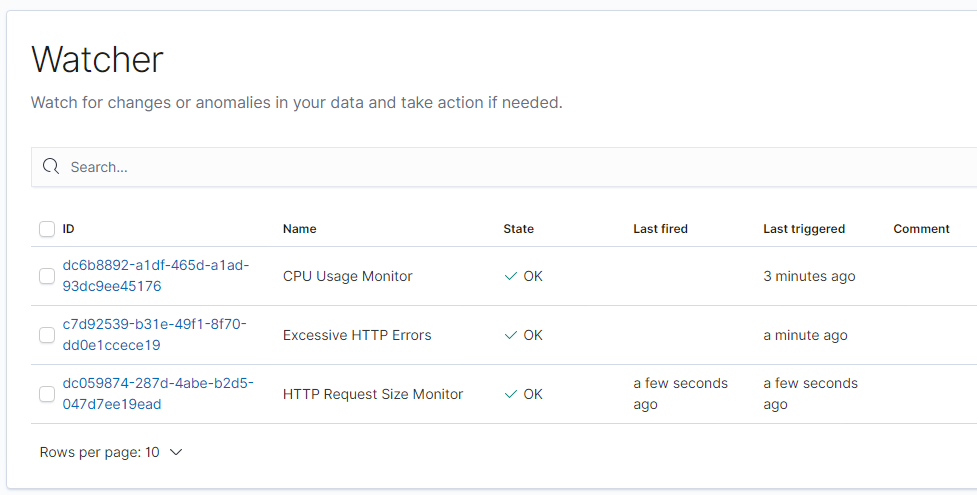 Watcher
Watch for changes or anomalies in your data and take action if needed.
Search...
ID Name State Last fired Last triggered Comment
dc6b8892-a1df-465d-a1ad-
93dc9ee45176 CPU Usage Monitor OK 3 minutes ago
c7d92539-b31e-49f1-8f70-
dd0e1ccece19 Excessive HTTP Errors OK a minute ago
dc059874-287d-4abe-b2d5-
047d7ee19ead HTTP Request Size Monitor OK a few seconds ago a few seconds ago
Rows per page: 10